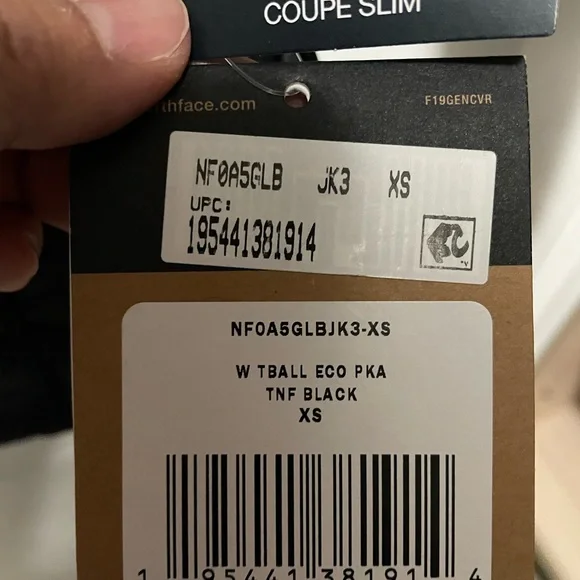 COUPE SLIM
thface.com
F19GENCVR
NF0A5GLB JK3 XS
UPC:
195441381914
NF0A5GLBJK3-XS
W TBALL ECO PKA
TNF BLACK
XS
1 95441 38191 4